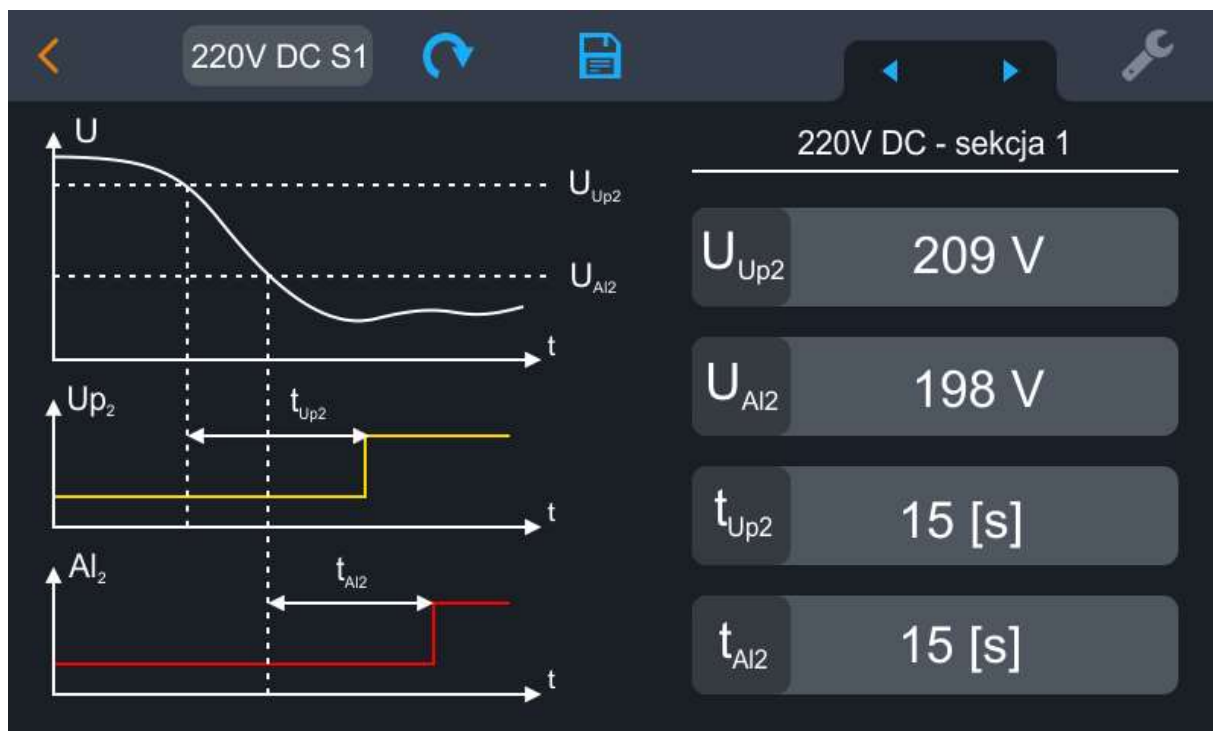 220V DC S1
U
U_Up2
U_Al2
t
Up₂
t_Up2
t
Al₂
t_Al2
t
220V DC - sekcja 1
U_Up2 209 V
U_Al2 198 V
t_Up2 15 [s]
t_Al2 15 [s]